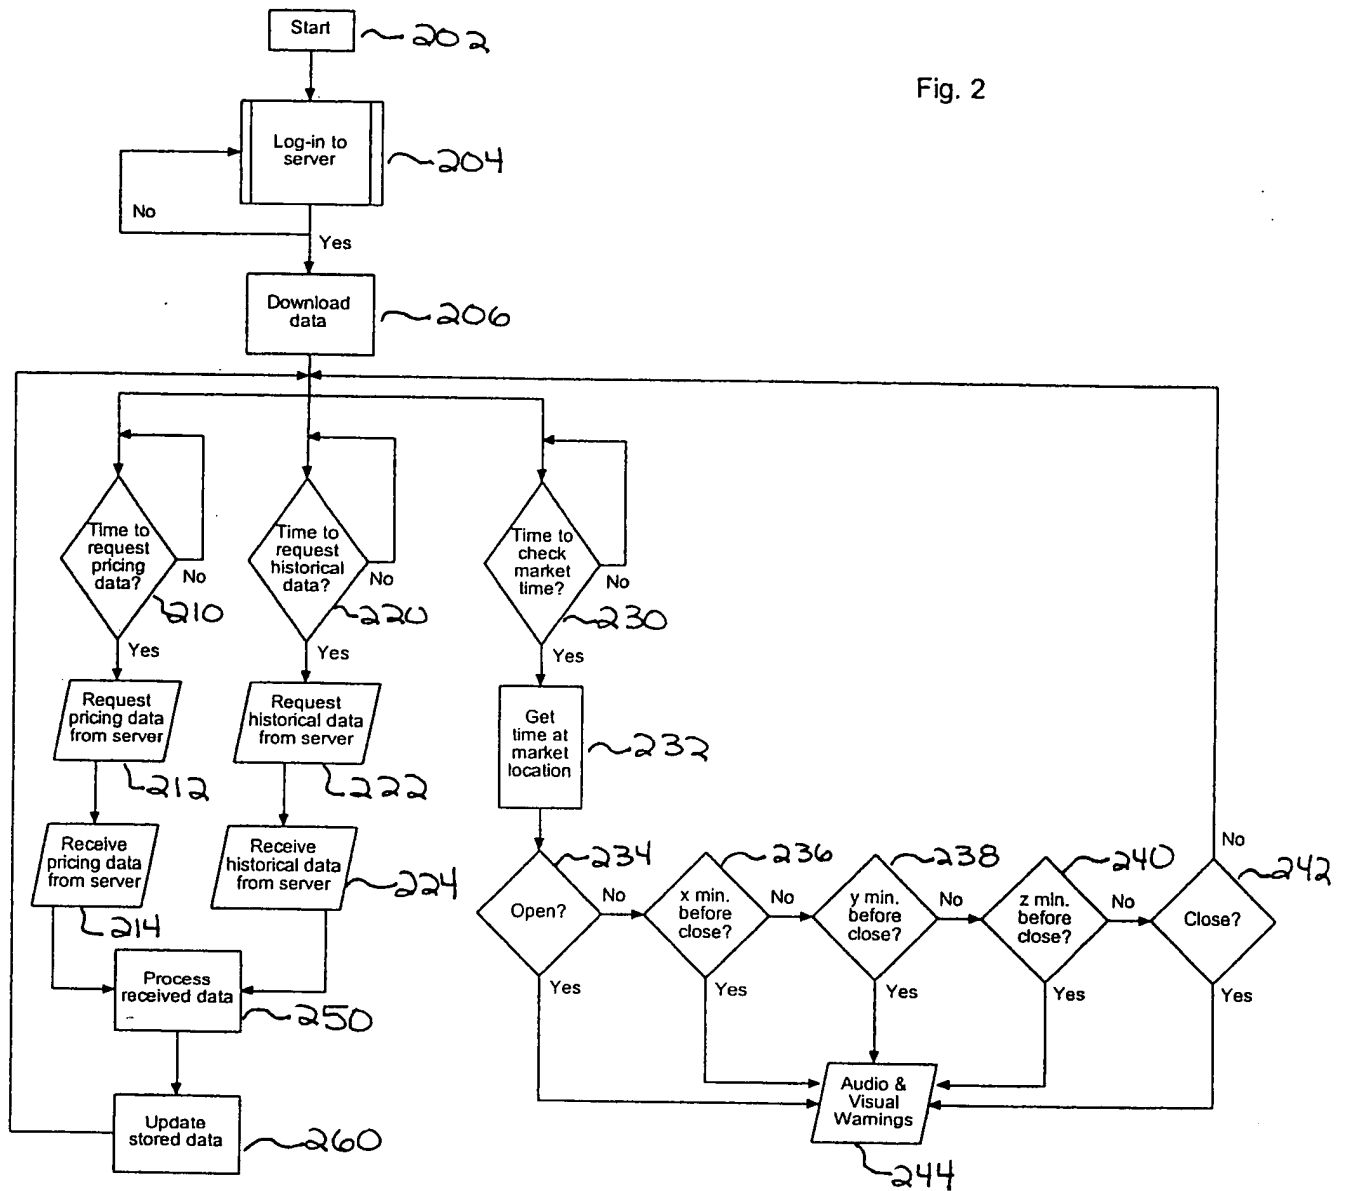 Start
202
Fig. 2
Log-in to
server
204
No
Yes
Download
data
206
Time to
request
pricing
data?
No
210
Yes
Time to
request
historical
data?
No
220
Yes
Time to
check
market
time?
No
230
Yes
Request
pricing data
from server
212
Request
historical data
from server
222
Get
time at
market
location
232
Receive
pricing data
from server
214
Receive
historical data
from server
224
Open?
234
No
Yes
x min.
before
close?
236
No
Yes
y min.
before
close?
238
No
Yes
z min.
before
close?
240
No
Yes
Close?
242
No
Yes
Process
received data
250
Audio &
Visual
Warnings
244
Update
stored data
260